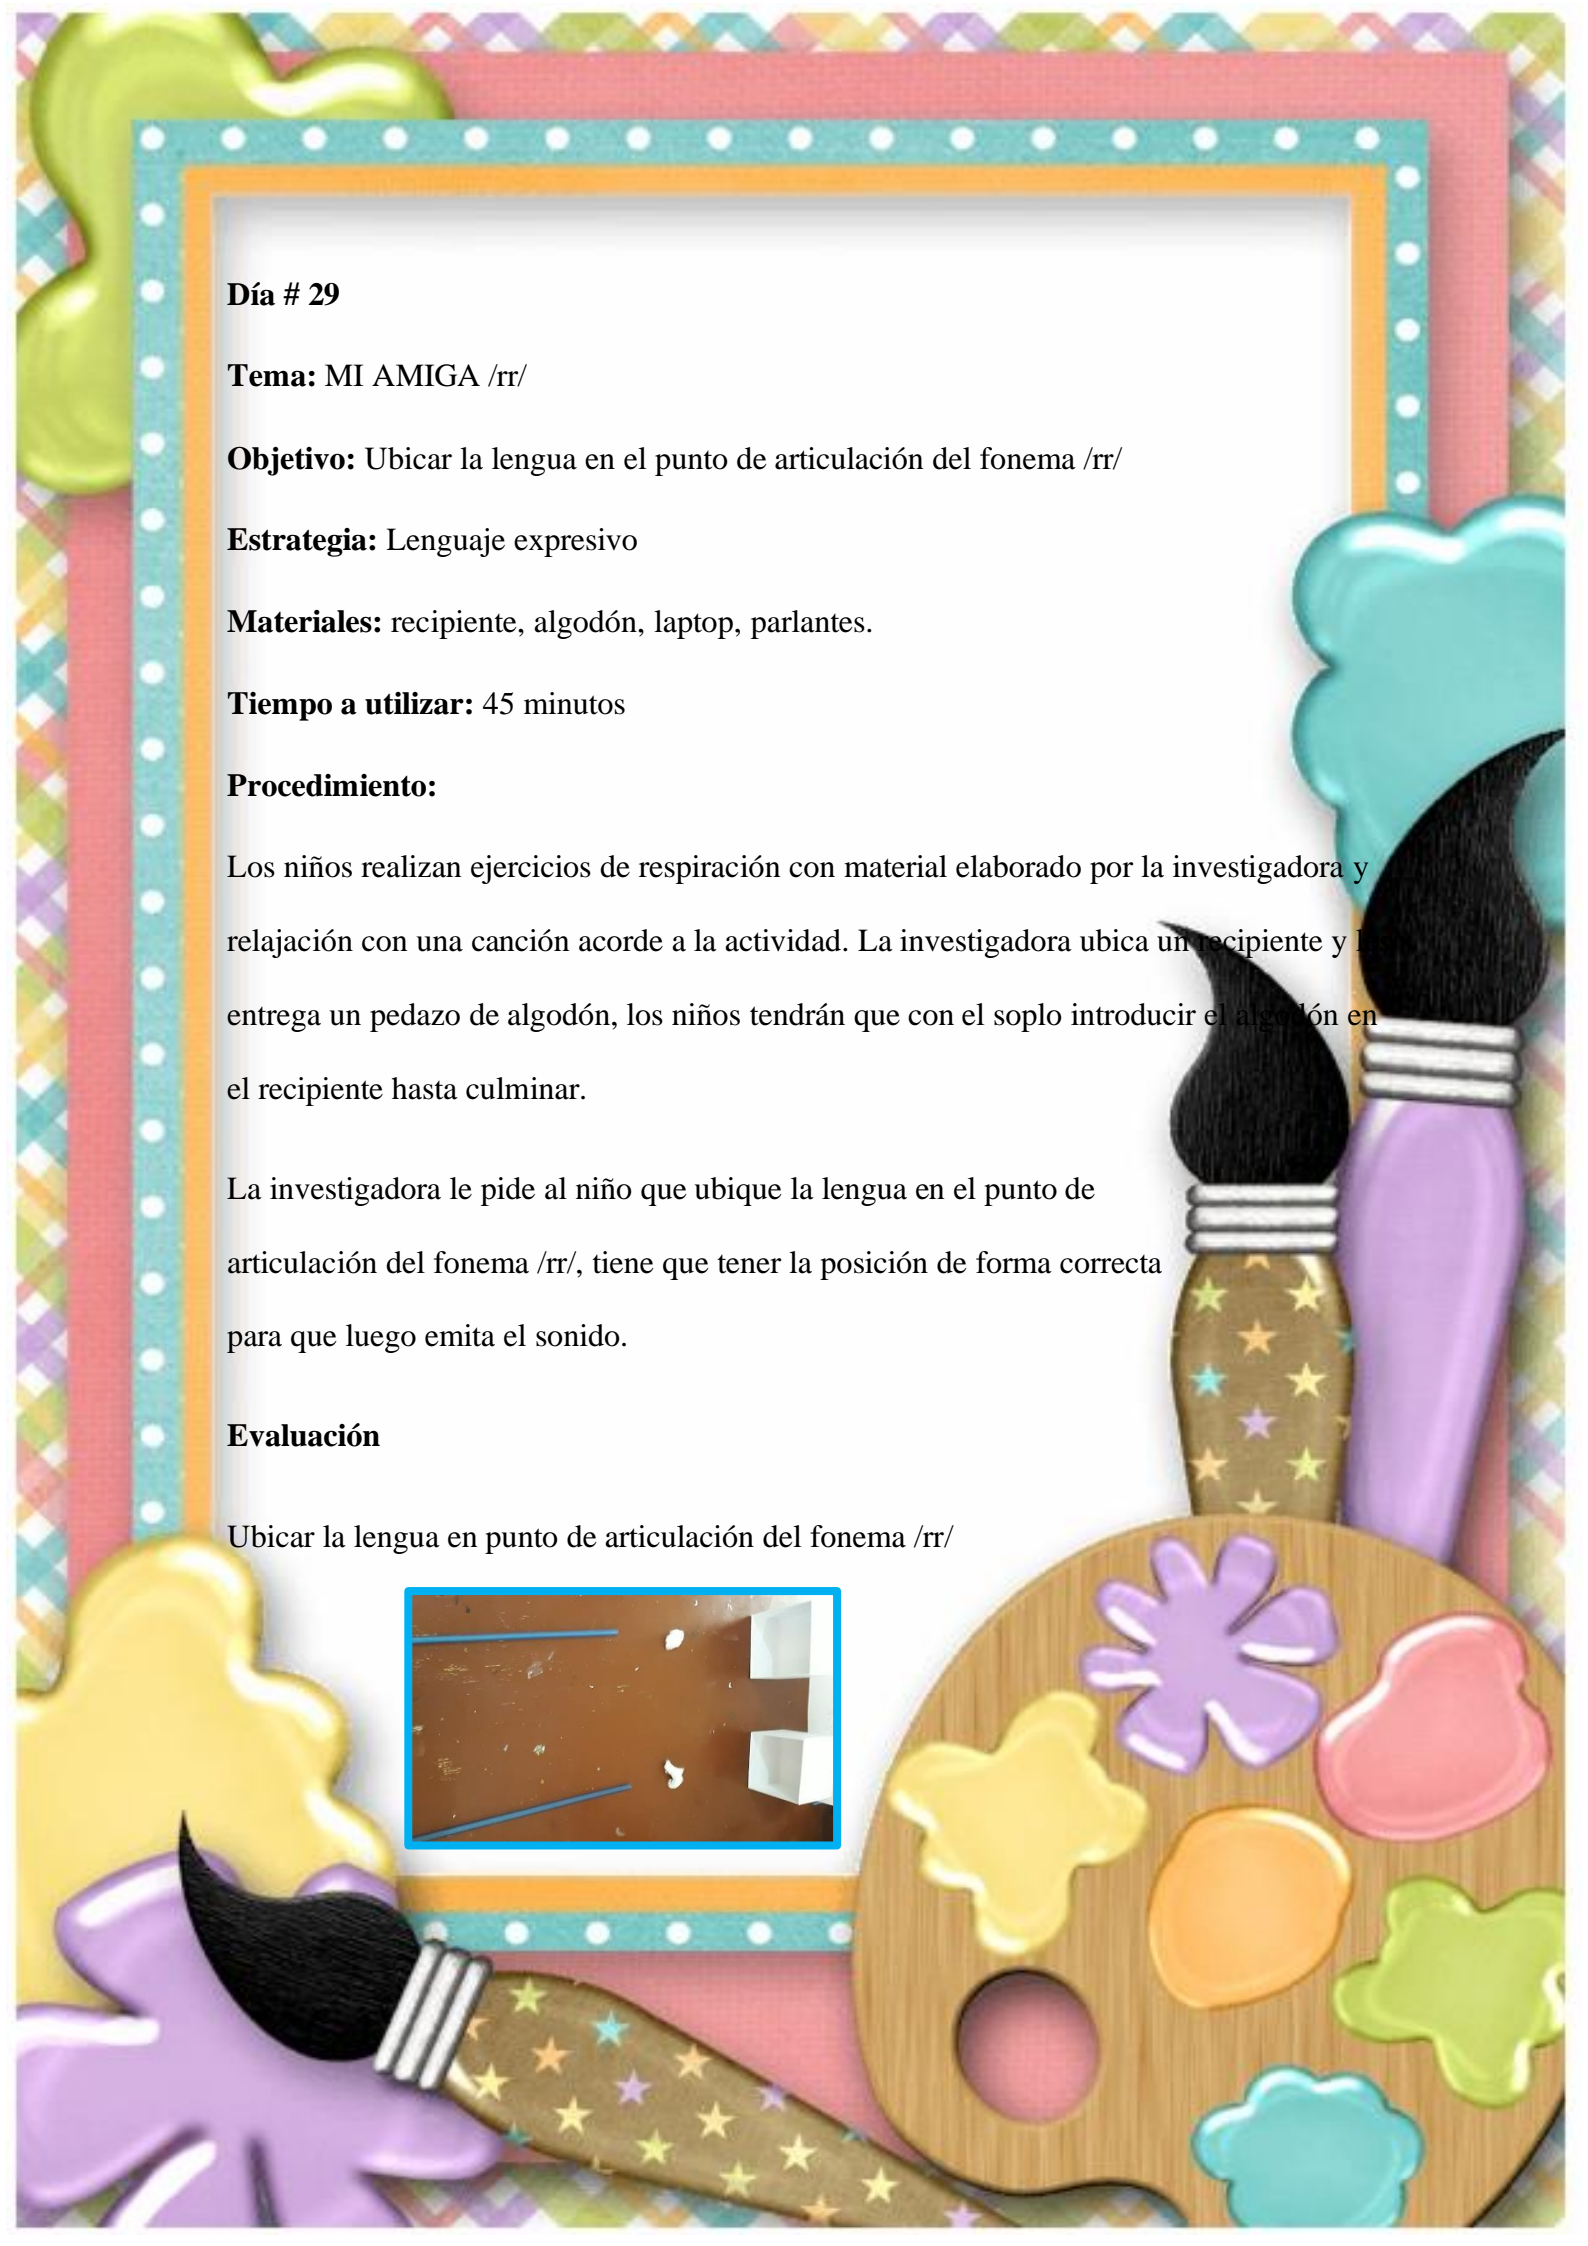 Día # 29
Tema: MI AMIGA /rr/
Objetivo: Ubicar la lengua en el punto de articulación del fonema /rr/
Estrategia: Lenguaje expresivo
Materiales: recipiente, algodón, laptop, parlantes.
Tiempo a utilizar: 45 minutos
Procedimiento:
Los niños realizan ejercicios de respiración con material elaborado por la investigadora y
relajación con una canción acorde a la actividad. La investigadora ubica un recipiente y
entrega un pedazo de algodón, los niños tendrán que con el soplo introducir el algodón en
el recipiente hasta culminar.
La investigadora le pide al niño que ubique la lengua en el punto de
articulación del fonema /rr/, tiene que tener la posición de forma correcta
para que luego emita el sonido.
Evaluación
Ubicar la lengua en punto de articulación del fonema /rr/